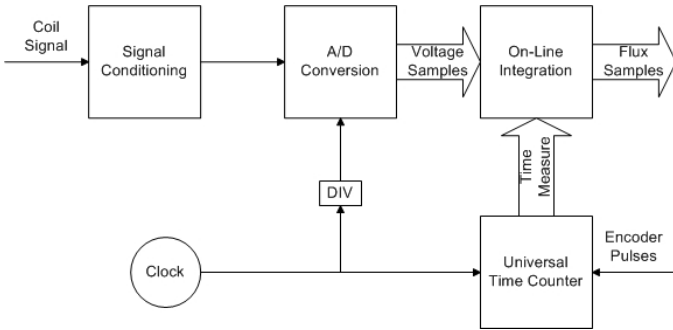 Coil
Signal
Signal
Conditioning
A/D
Conversion
Voltage
Samples
On-Line
Integration
Flux
Samples
Time
Measure
DIV
Clock
Universal
Time Counter
Encoder
Pulses